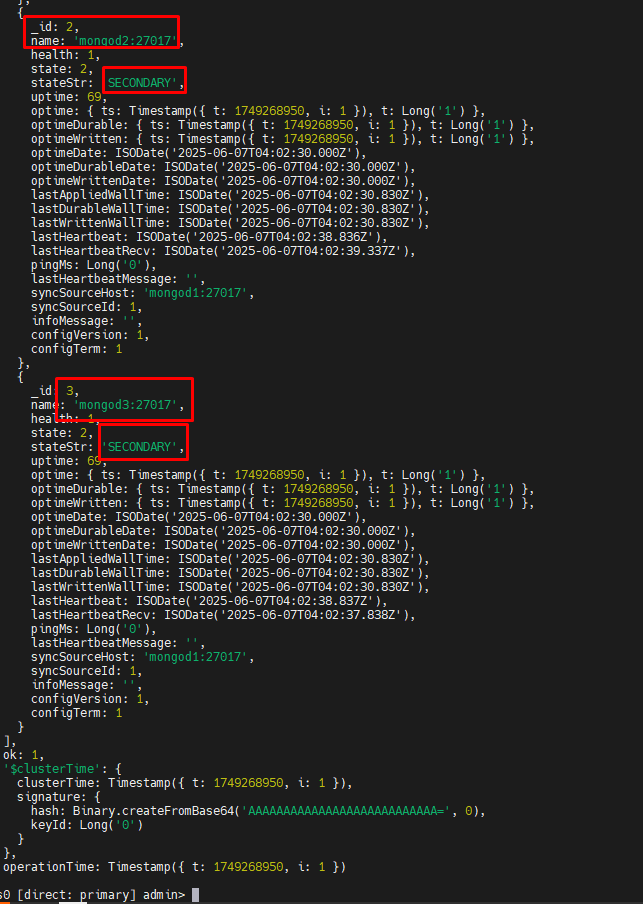 },
{
_id: 2,
name: 'mongod2:27017',
health: 1,
state: 2,
stateStr: 'SECONDARY',
uptime: 69,
optime: { ts: Timestamp({ t: 1749268950, i: 1 }), t: Long('1') },
optimeDurable: { ts: Timestamp({ t: 1749268950, i: 1 }), t: Long('1') },
optimeWritten: { ts: Timestamp({ t: 1749268950, i: 1 }), t: Long('1') },
optimeDate: ISODate('2025-06-07T04:02:30.000Z'),
optimeDurableDate: ISODate('2025-06-07T04:02:30.000Z'),
optimeWrittenDate: ISODate('2025-06-07T04:02:30.000Z'),
lastAppliedWallTime: ISODate('2025-06-07T04:02:30.830Z'),
lastDurableWallTime: ISODate('2025-06-07T04:02:30.830Z'),
lastWrittenWallTime: ISODate('2025-06-07T04:02:30.830Z'),
lastHeartbeat: ISODate('2025-06-07T04:02:38.836Z'),
lastHeartbeatRecv: ISODate('2025-06-07T04:02:39.337Z'),
pingMs: Long('0'),
lastHeartbeatMessage: '',
syncSourceHost: 'mongod1:27017',
syncSourceId: 1,
infoMessage: '',
configVersion: 1,
configTerm: 1
},
{
_id: 3,
name: 'mongod3:27017',
health: 1,
state: 2,
stateStr: 'SECONDARY',
uptime: 69,
optime: { ts: Timestamp({ t: 1749268950, i: 1 }), t: Long('1') },
optimeDurable: { ts: Timestamp({ t: 1749268950, i: 1 }), t: Long('1') },
optimeWritten: { ts: Timestamp({ t: 1749268950, i: 1 }), t: Long('1') },
optimeDate: ISODate('2025-06-07T04:02:30.000Z'),
optimeDurableDate: ISODate('2025-06-07T04:02:30.000Z'),
optimeWrittenDate: ISODate('2025-06-07T04:02:30.000Z'),
lastAppliedWallTime: ISODate('2025-06-07T04:02:30.830Z'),
lastDurableWallTime: ISODate('2025-06-07T04:02:30.830Z'),
lastWrittenWallTime: ISODate('2025-06-07T04:02:30.830Z'),
lastHeartbeat: ISODate('2025-06-07T04:02:38.837Z'),
lastHeartbeatRecv: ISODate('2025-06-07T04:02:37.838Z'),
pingMs: Long('0'),
lastHeartbeatMessage: '',
syncSourceHost: 'mongod1:27017',
syncSourceId: 1,
infoMessage: '',
configVersion: 1,
configTerm: 1
}
],
ok: 1,
'$clusterTime': {
clusterTime: Timestamp({ t: 1749268950, i: 1 }),
signature: {
hash: Binary.createFromBase64('AAAAAAAAAAAAAAAAAAAAAAAAAAA=', 0),
keyId: Long('0')
}
},
operationTime: Timestamp({ t: 1749268950, i: 1 })
s0 [direct: primary] admin>